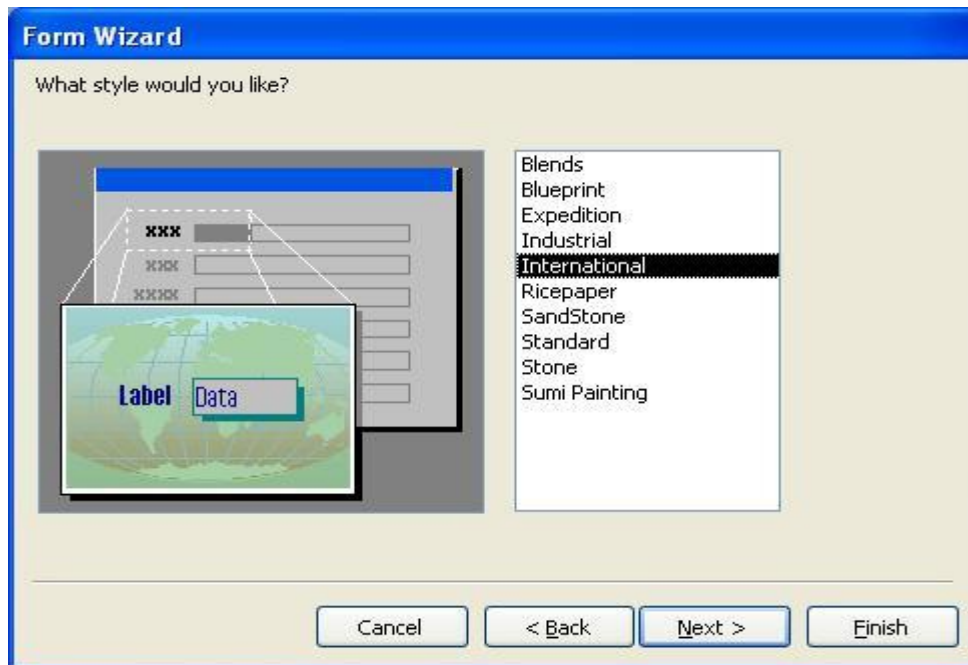 Form Wizard
What style would you like?
xxx
xxx
xxxx
Label Data
Blends
Blueprint
Expedition
Industrial
International
Ricepaper
SandStone
Standard
Stone
Sumi Painting
Cancel < Back Next > Finish